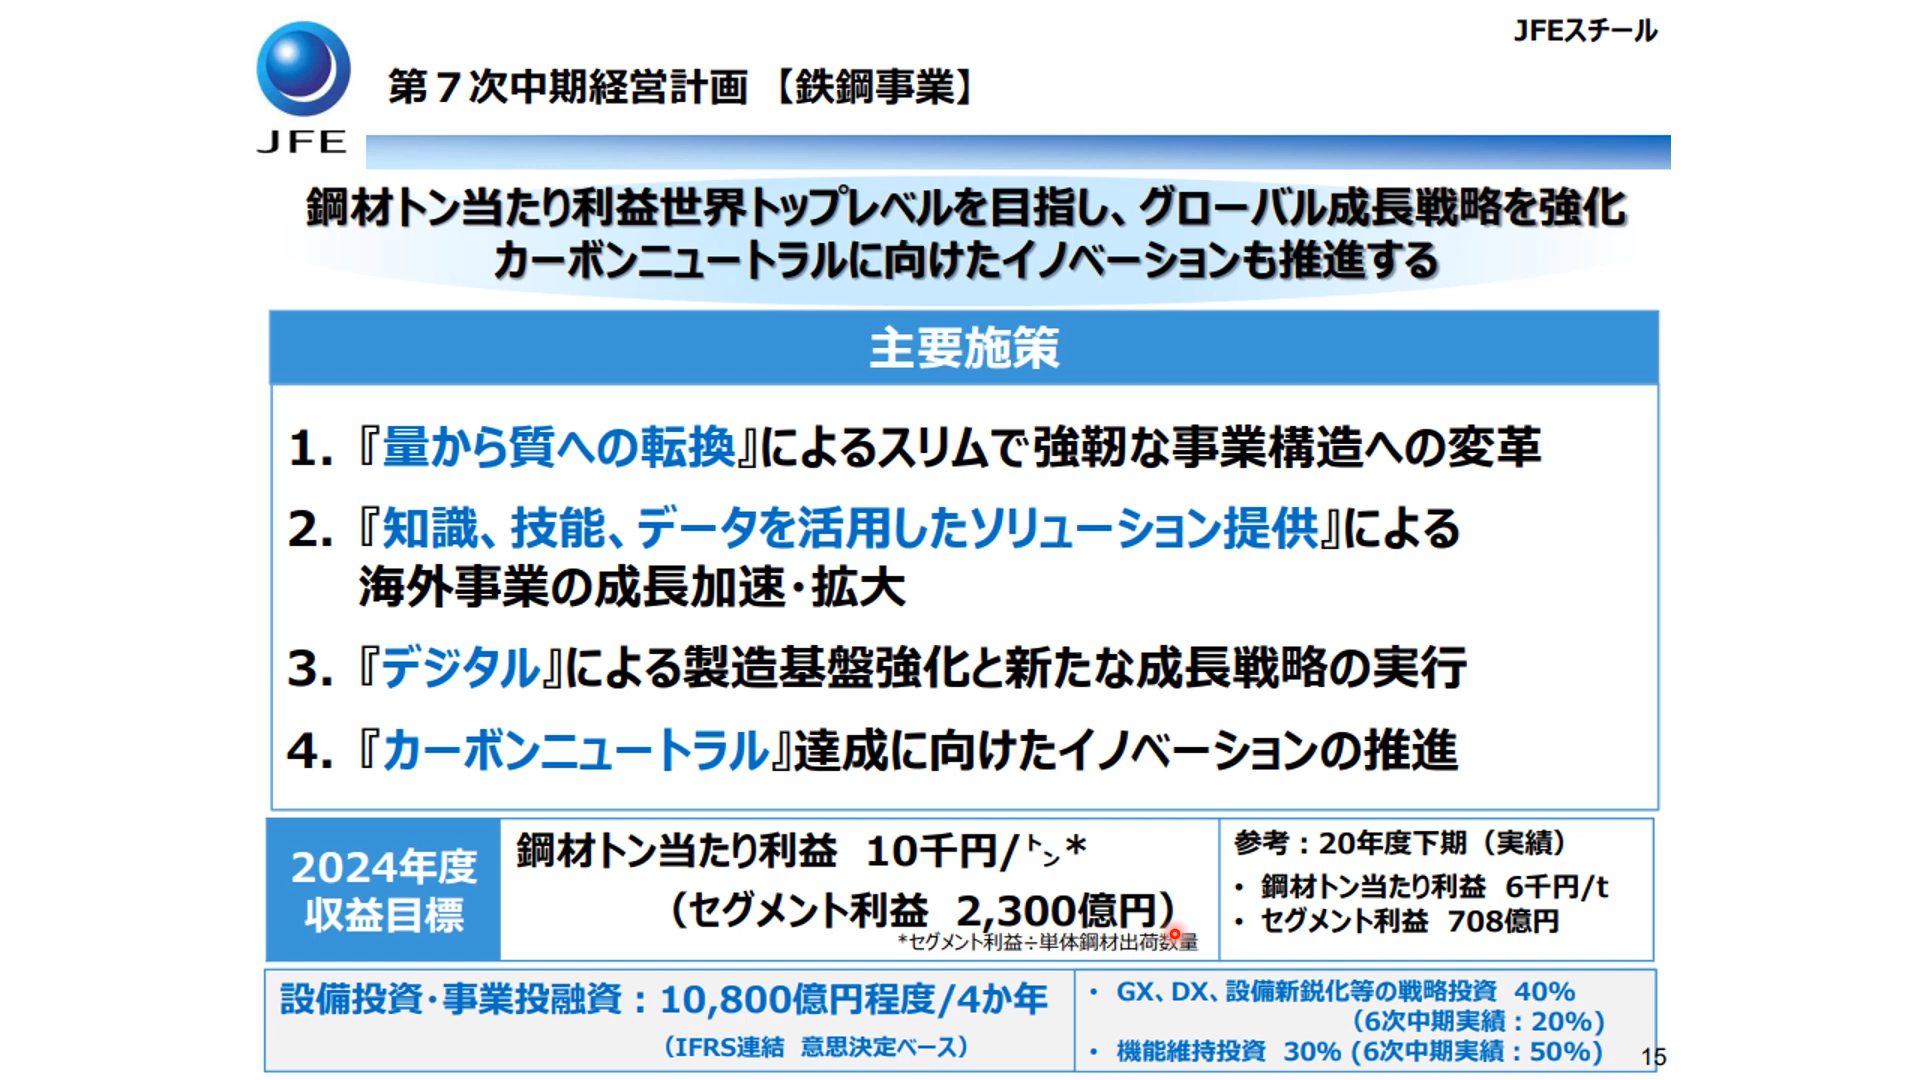 JFEスチール
JFE
第７次中期経営計画 【鉄鋼事業】
鋼材トン当たり利益世界トップレベルを目指し、グローバル成長戦略を強化
カーボンニュートラルに向けたイノベーションも推進する
主要施策
1. 『量から質への転換』によるスリムで強靭な事業構造への変革
2. 『知識、技能、データを活用したソリューション提供』による
海外事業の成長加速・拡大
3. 『デジタル』による製造基盤強化と新たな成長戦略の実行
4. 『カーボンニュートラル』達成に向けたイノベーションの推進
2024年度
収益目標
鋼材トン当たり利益 10千円/㌧*
（セグメント利益 2,300億円）
*セグメント利益÷単体鋼材出荷数量
参考：20年度下期（実績）
・ 鋼材トン当たり利益 6千円/t
・ セグメント利益 708億円
設備投資・事業投融資：10,800億円程度/4か年
（IFRS連結 意思決定ベース）
・ GX、DX、設備新鋭化等の戦略投資 40%
（6次中期実績：20%）
・ 機能維持投資 30% (6次中期実績：50%）
15